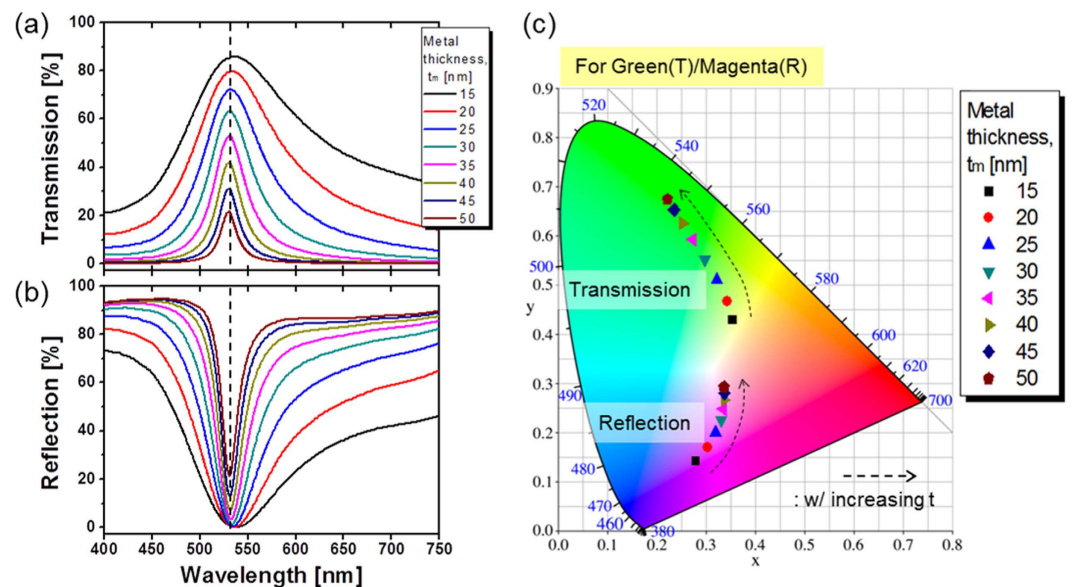 (a)
100
80
60
40
20
0
Transmission [%]
Metal
thickness,
tm [nm]
15
20
25
30
35
40
45
50
(b)
100
80
60
40
20
0
Reflection [%]
400 450 500 550 600 650 700 750
Wavelength [nm]
(c)
For Green(T)/Magenta(R)
0.9
0.8
0.7
0.6
0.5
0.4
0.3
0.2
0.1
0.0
y
0.0 0.1 0.2 0.3 0.4 0.5 0.6 0.7 0.8
x
520
540
560
580
600
620
700
500
490
480
470
460
380
Transmission
Reflection
: w/ increasing t
Metal
thickness,
tm [nm]
15
20
25
30
35
40
45
50